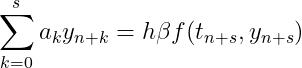 \sum_{k=0}^{s} a_k y_{n+k} = h\beta f(t_{n+s}, y_{n+s})